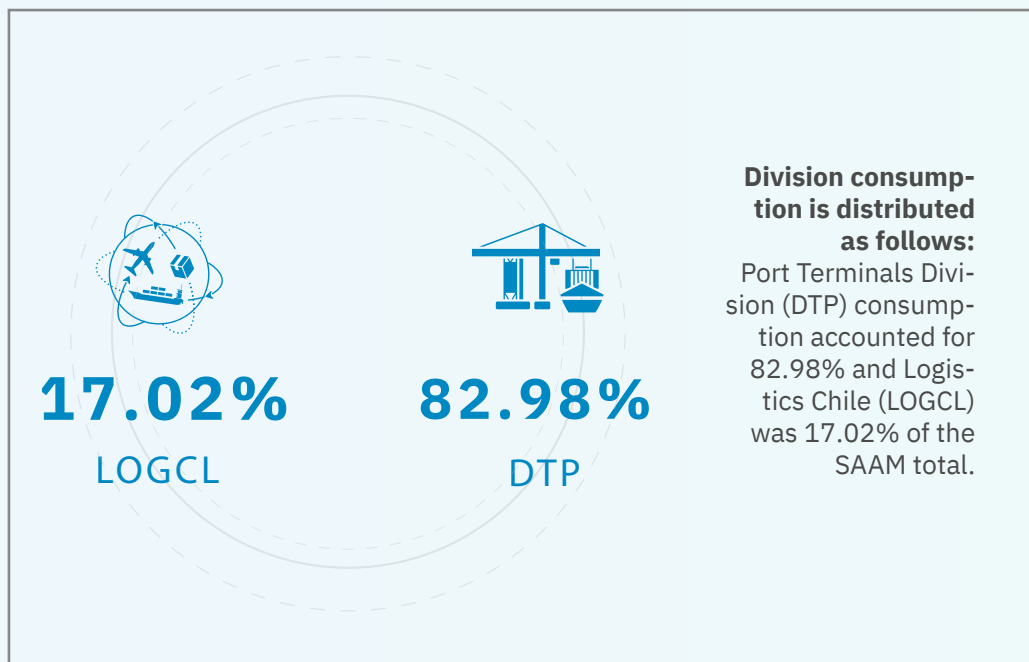 17.02%
LOGCL
82.98%
DTP
Division consump-
tion is distributed
as follows:
Port Terminals Divi-
sion (DTP) consump-
tion accounted for
82.98% and Logis-
tics Chile (LOGCL)
was 17.02% of the
SAAM total.